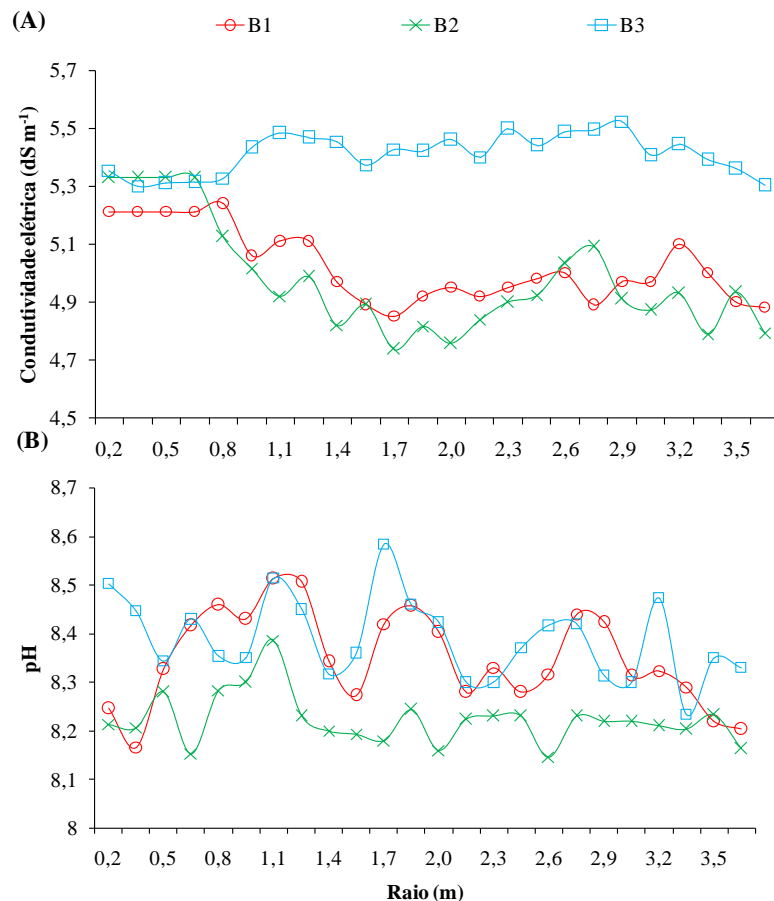 (A)
B1 B2 B3
Condutividade elétrica (dS m⁻¹)
5,7
5,5
5,3
5,1
4,9
4,7
4,5
0,2 0,5 0,8 1,1 1,4 1,7 2,0 2,3 2,6 2,9 3,2 3,5
(B)
pH
8,7
8,6
8,5
8,4
8,3
8,2
8,1
8
0,2 0,5 0,8 1,1 1,4 1,7 2,0 2,3 2,6 2,9 3,2 3,5
Raio (m)